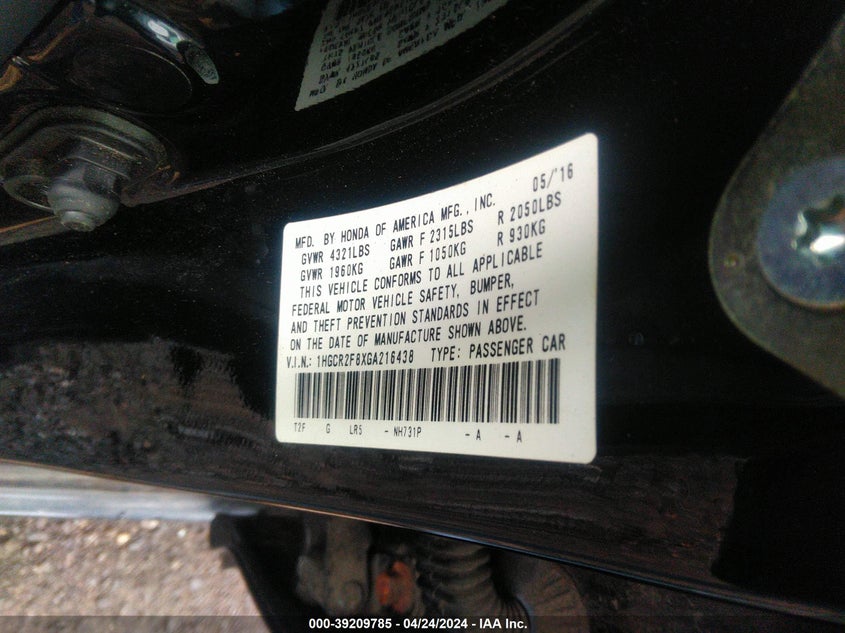 05/'16
MFD. BY HONDA OF AMERICA MFG., INC.
GVWR 4321LBS GAWR F 2315LBS R 2050LBS
GVWR 1960KG GAWR F 1050KG R 930KG
THIS VEHICLE CONFORMS TO ALL APPLICABLE
FEDERAL MOTOR VEHICLE SAFETY, BUMPER,
AND THEFT PREVENTION STANDARDS IN EFFECT
ON THE DATE OF MANUFACTURE SHOWN ABOVE.
V.I.N.: 1HGCR2F8XGA216438 TYPE: PASSENGER CAR
T2F G LR5 - NH731P - A - A
000-39209785 - 04/24/2024 - IAA Inc.